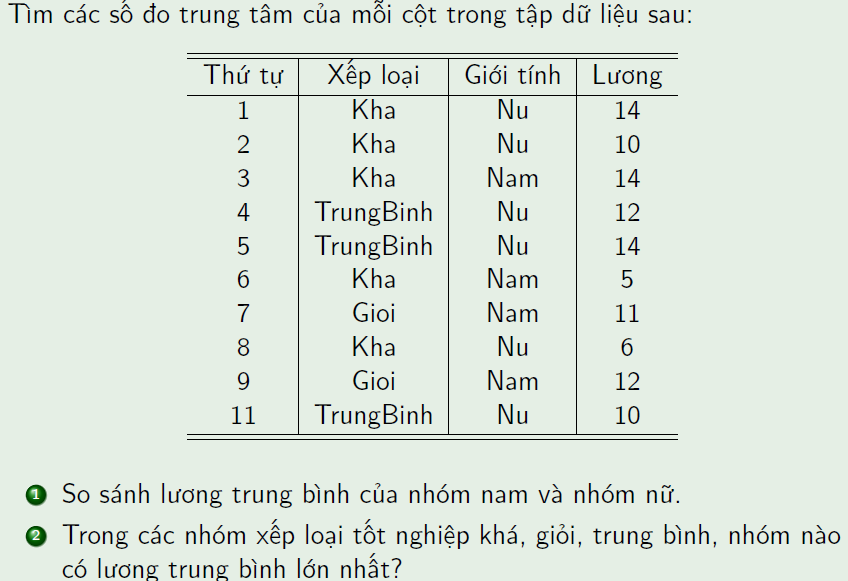 Tìm các số đo trung tâm của mỗi cột trong tập dữ liệu sau:
Thứ tự Xếp loại Giới tính Lương
1 Kha Nu 14
2 Kha Nu 10
3 Kha Nam 14
4 TrungBinh Nu 12
5 TrungBinh Nu 14
6 Kha Nam 5
7 Gioi Nam 11
8 Kha Nu 6
9 Gioi Nam 12
11 TrungBinh Nu 10
1 So sánh lương trung bình của nhóm nam và nhóm nữ.
2 Trong các nhóm xếp loại tốt nghiệp khá, giỏi, trung bình, nhóm nào
có lương trung bình lớn nhất?